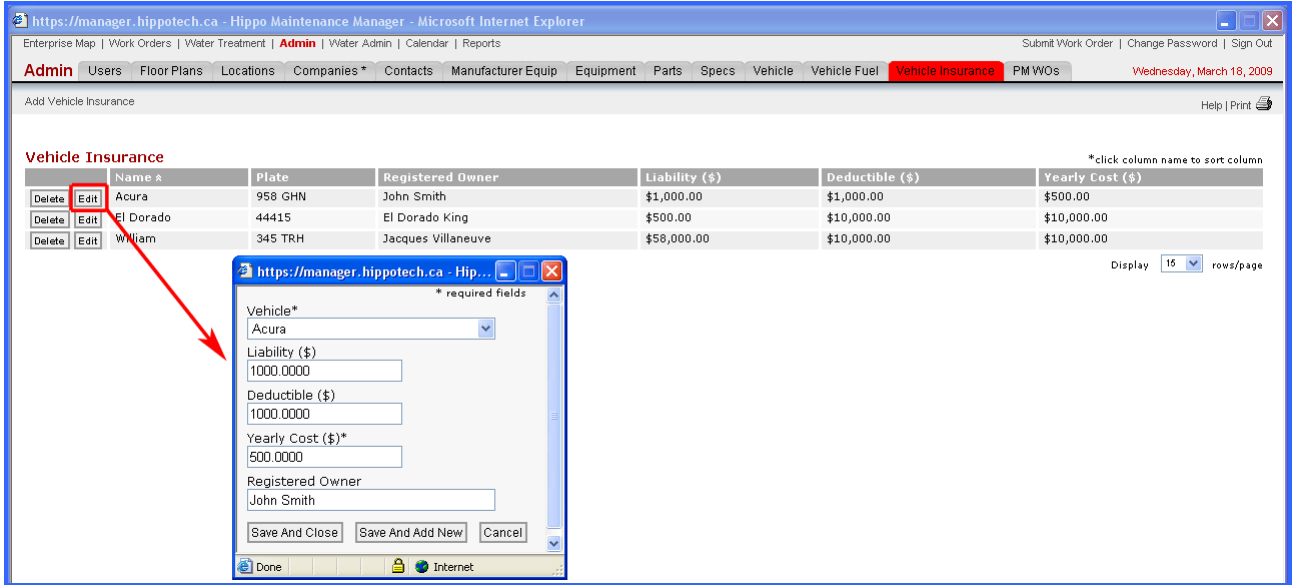 https://manager.hippotech.ca - Hippo Maintenance Manager - Microsoft Internet Explorer
Enterprise Map | Work Orders | Water Treatment | Admin | Water Admin | Calendar | Reports Submit Work Order | Change Password | Sign Out
Admin Users Floor Plans Locations Companies * Contacts Manufacturer Equip Equipment Parts Specs Vehicle Vehicle Fuel Vehicle Insurance PM WOs Wednesday, March 18, 2009
Add Vehicle Insurance Help | Print
Vehicle Insurance *click column name to sort column
Name Plate Registered Owner Liability ($) Deductible ($) Yearly Cost ($)
Delete Edit Acura 958 GHN John Smith $1,000.00 $1,000.00 $500.00
Delete Edit El Dorado 44415 El Dorado King $500.00 $10,000.00 $10,000.00
Delete Edit William 345 TRH Jacques Villaneuve $58,000.00 $10,000.00 $10,000.00
Display 15 rows/page
https://manager.hippotech.ca - Hip...
* required fields
Vehicle*
Acura
Liability ($)
1000.0000
Deductible ($)
1000.0000
Yearly Cost ($)*
500.0000
Registered Owner
John Smith
Save And Close Save And Add New Cancel
Done Internet